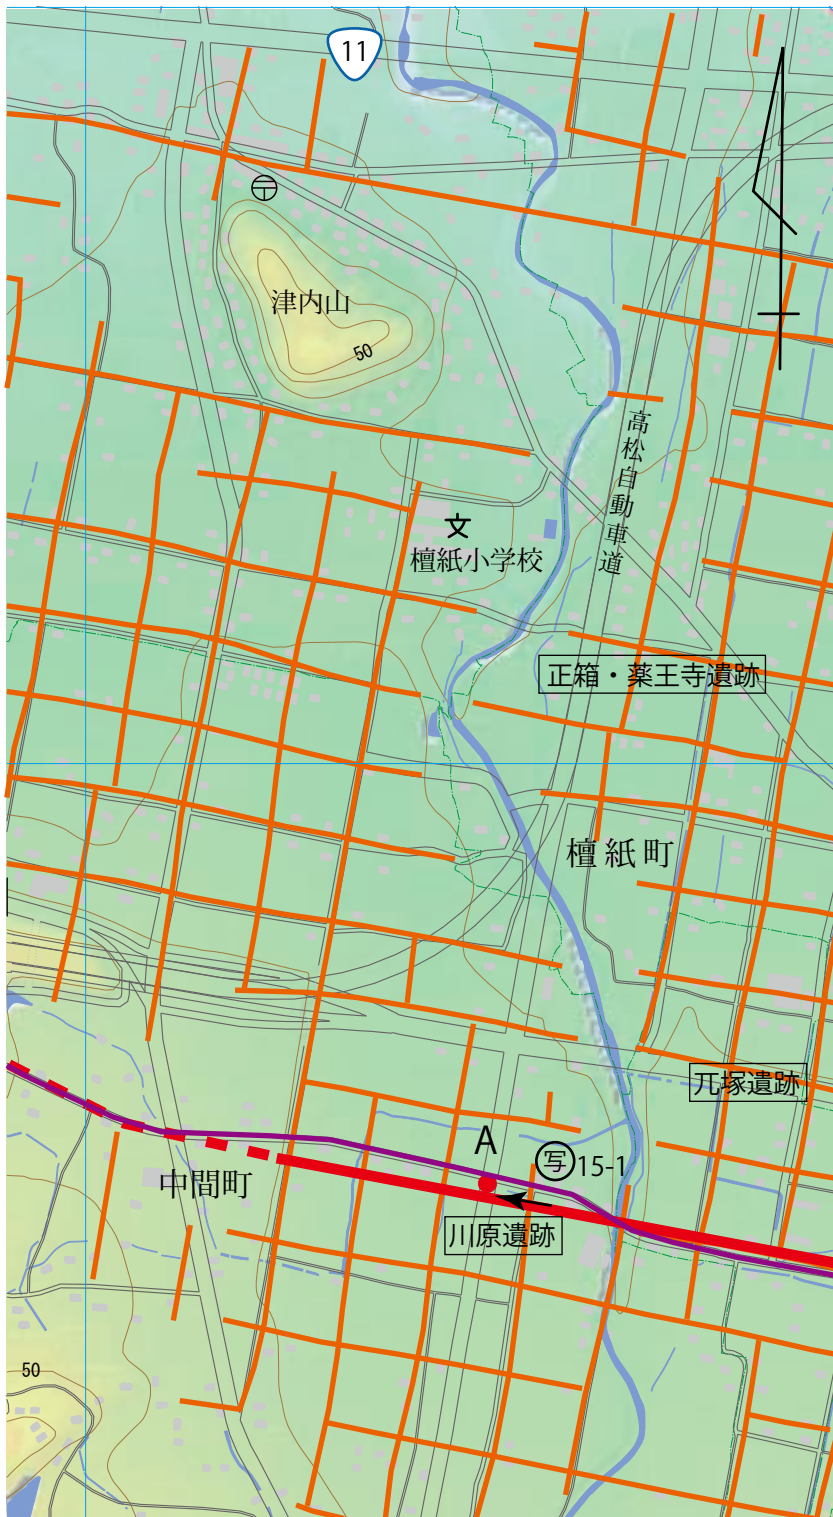 11
津内山
50
高松自動車道
文
檀紙小学校
正箱・薬王寺遺跡
檀紙町
兀塚遺跡
A
写15-1
中間町
川原遺跡
50